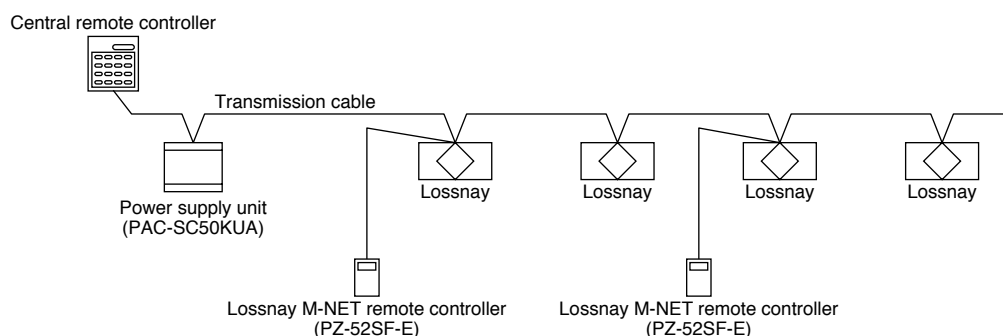 Central remote controller
Transmission cable
Lossnay
Lossnay
Lossnay
Lossnay
Power supply unit
(PAC-SC50KUA)
Lossnay M-NET remote controller
(PZ-52SF-E)
Lossnay M-NET remote controller
(PZ-52SF-E)